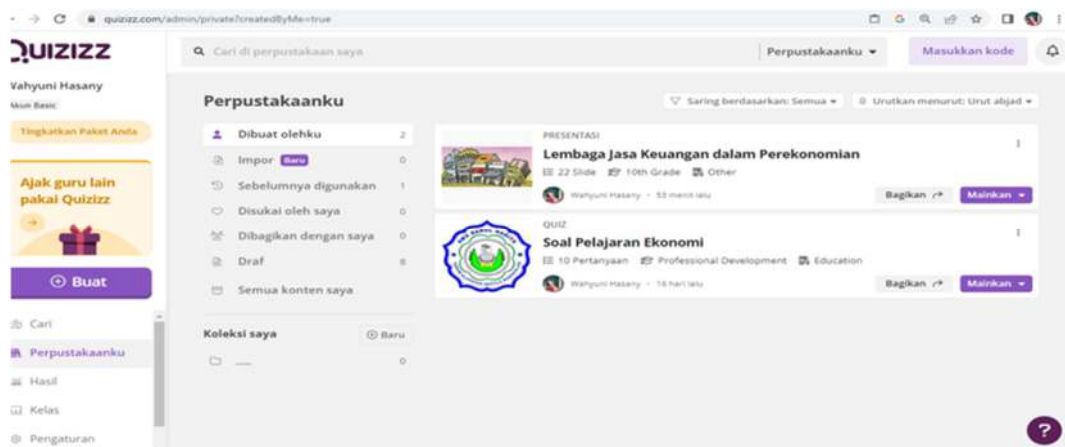 quizizz.com/admin/private?createdByMe=true
QUIZIZZ
Cari di perpustakaan saya
Perpustakaanku
Masukkan kode
Wahyuni Hasany
Akun Basic
Tingkatkan Paket Anda
Ajak guru lain
pakai Quizizz
Buat
Cari
Perpustakaanku
Hasil
Kelas
Pengaturan
Perpustakaanku
Saring berdasarkan: Semua
Urutkan menurut: Urut abjad
Dibuat olehku 2
Impor Baru 0
Sebelumnya digunakan 1
Disukai oleh saya 0
Dibagikan dengan saya 0
Draf 8
Semua konten saya
Koleksi saya
Baru
0
PRESENTASI
Lembaga Jasa Keuangan dalam Perekonomian
22 Slide 10th Grade Other
Wahyuni Hasany • 53 menit lalu
Bagikan
Mainkan
QUIZ
Soal Pelajaran Ekonomi
10 Pertanyaan Professional Development Education
Wahyuni Hasany • 16 hari lalu
Bagikan
Mainkan
?